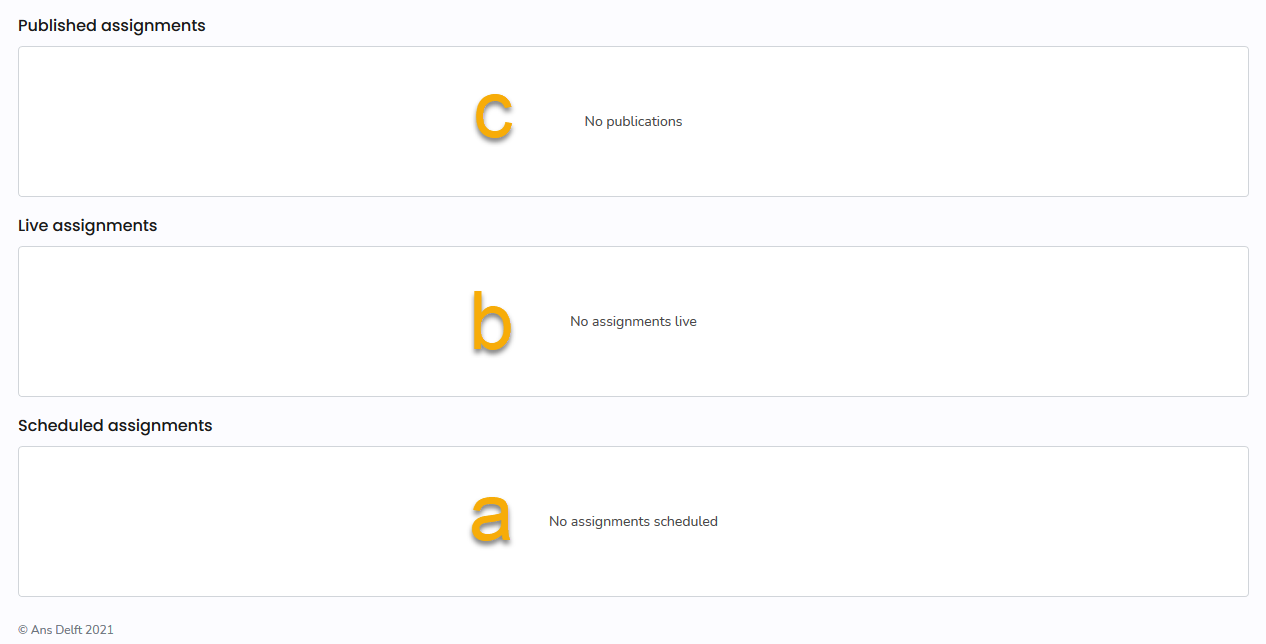 Published assignments
c No publications
Live assignments
b No assignments live
Scheduled assignments
a No assignments scheduled
© Ans Delft 2021